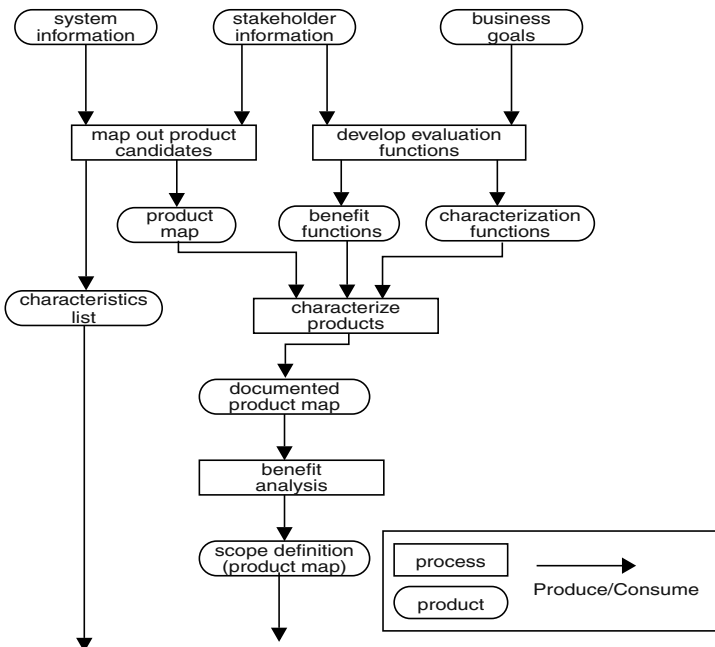 system
information
stakeholder
information
business
goals
map out product
candidates
develop evaluation
functions
product
map
benefit
functions
characterization
functions
characteristics
list
characterize
products
documented
product map
benefit
analysis
scope definition
(product map)
process
product
Produce/Consume